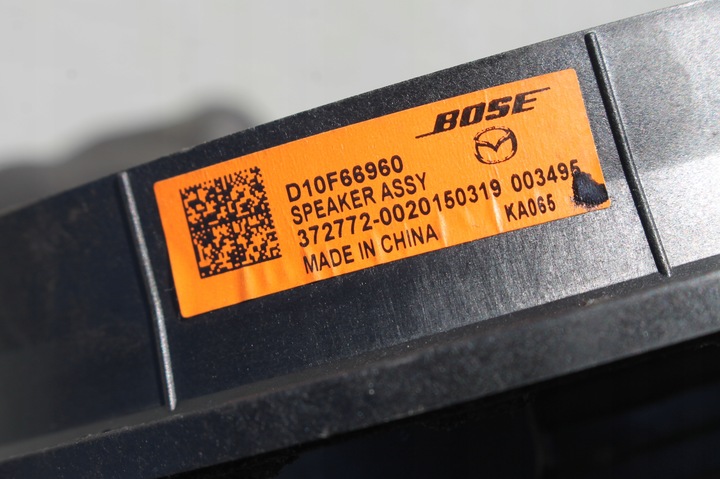 BOSE
D10F66960
SPEAKER ASSY
372772-0020150319 003495
MADE IN CHINA
KA065